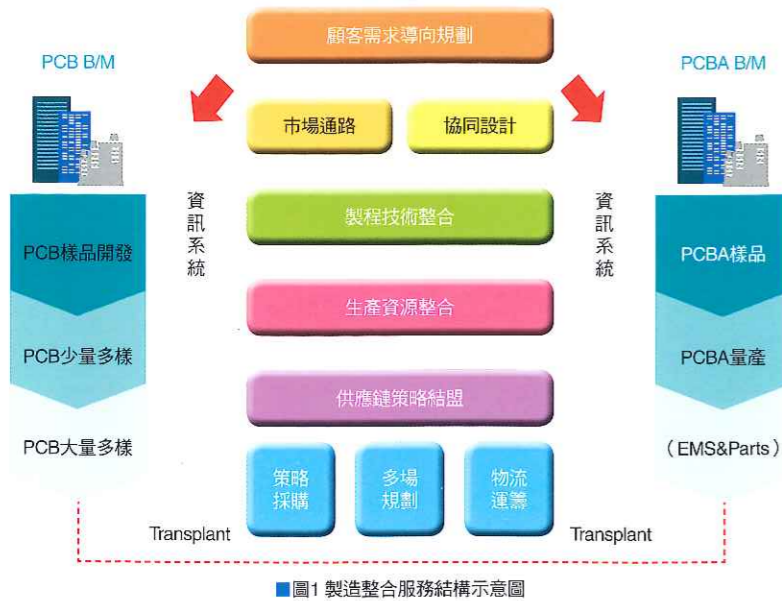 顧客需求導向規劃
PCB B/M
PCBA B/M
市場通路
協同設計
資訊系統
資訊系統
製程技術整合
PCB樣品開發
PCBA樣品
生產資源整合
PCB少量多樣
PCBA量產
供應鏈策略結盟
PCB大量多樣
(EMS&Parts)
策略
採購
多場
規劃
物流
運籌
Transplant
Transplant
■圖1 製造整合服務結構示意圖